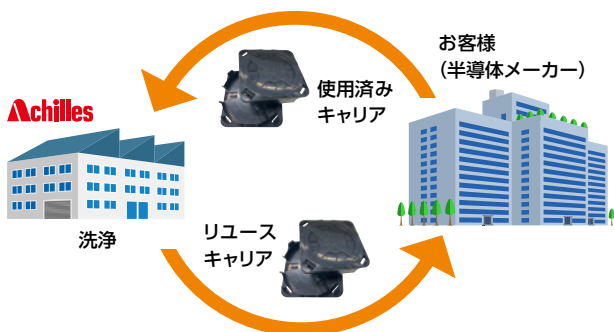 お客様
（半導体メーカー）
使用済み
キャリア
Achilles
洗浄
リユース
キャリア